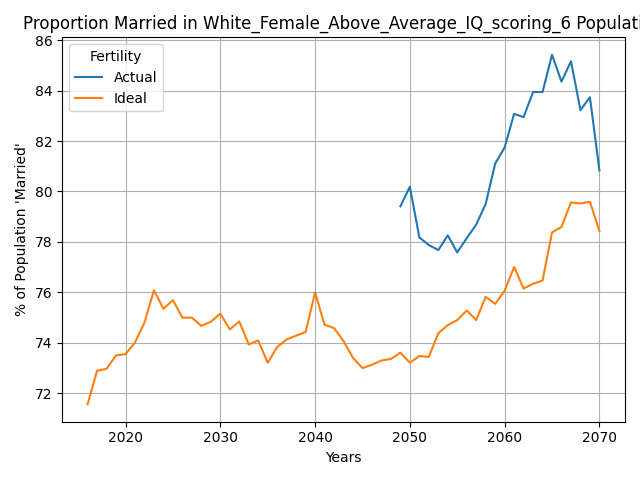 Proportion Married in White_Female_Above_Average_IQ_scoring_6 Populati
86
84
82
80
78
76
74
72
% of Population 'Married'
Fertility
Actual
Ideal
2020 2030 2040 2050 2060 2070
Years